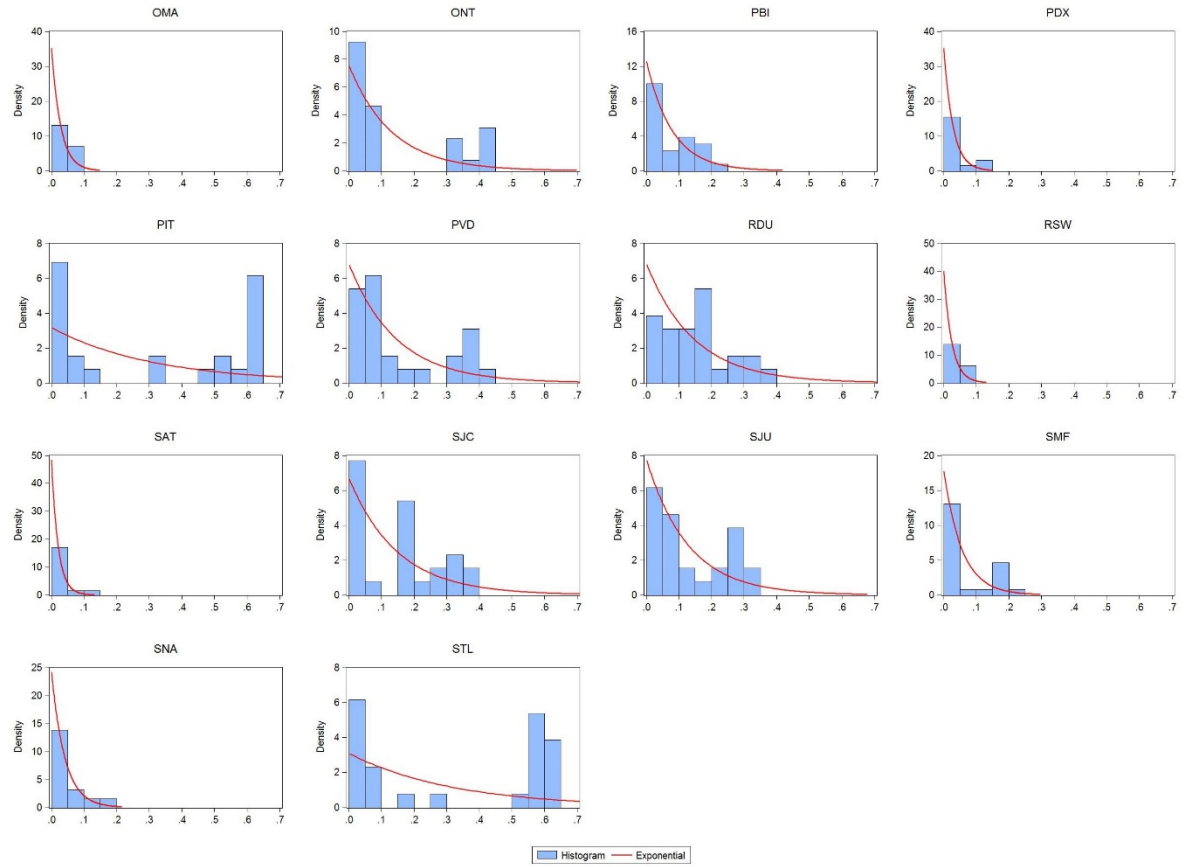 OMA ONT PBI PDX
40 10 16 40
30 8 12 30
Density 20 Density 6 Density 8 Density 20
4
10 2 4 10
0 0 0 0
.0 .1 .2 .3 .4 .5 .6 .7 .0 .1 .2 .3 .4 .5 .6 .7 .0 .1 .2 .3 .4 .5 .6 .7 .0 .1 .2 .3 .4 .5 .6 .7
PIT PVD RDU RSW
8 8 8 50
6 6 6 40
Density 4 Density 4 Density 4 Density 30
20
2 2 2 10
0 0 0 0
.0 .1 .2 .3 .4 .5 .6 .7 .0 .1 .2 .3 .4 .5 .6 .7 .0 .1 .2 .3 .4 .5 .6 .7 .0 .1 .2 .3 .4 .5 .6 .7
SAT SJC SJU SMF
50 8 8 20
40 6 6 15
Density 30 Density 4 Density 4 Density 10
20
10 2 2 5
0 0 0 0
.0 .1 .2 .3 .4 .5 .6 .7 .0 .1 .2 .3 .4 .5 .6 .7 .0 .1 .2 .3 .4 .5 .6 .7 .0 .1 .2 .3 .4 .5 .6 .7
SNA STL
25 8
20 6
Density 15 Density 4
10
5 2
0 0
.0 .1 .2 .3 .4 .5 .6 .7 .0 .1 .2 .3 .4 .5 .6 .7
Histogram Exponential